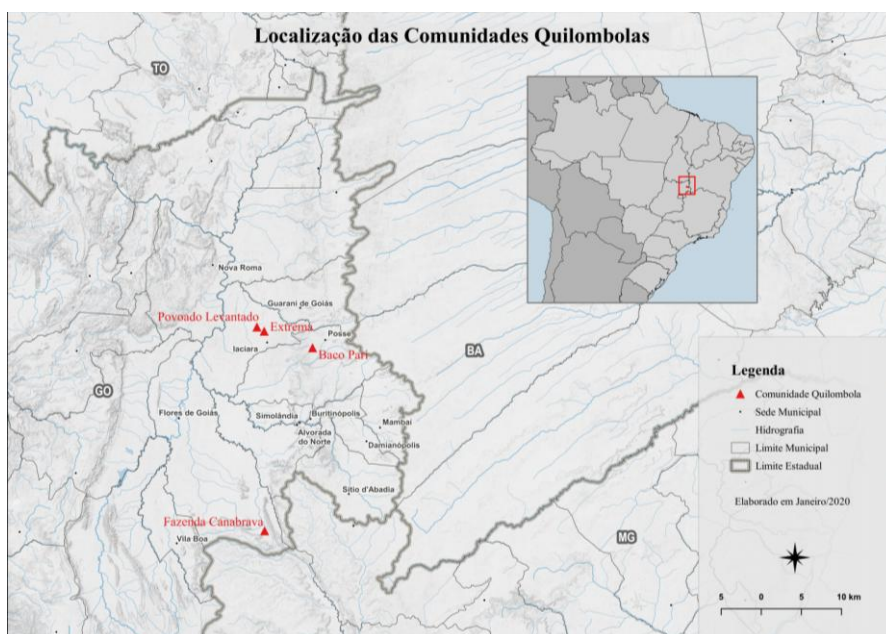 Localização das Comunidades Quilombolas
TO
Nova Roma
Guarani de Goiás
Povoado Levantado
Extrema
Posse
Iaciara
Baco Pari
BA
GO
Flores de Goiás
Simolândia
Buritinópolis
Mambaí
Alvorada
do Norte
Damianópolis
Sítio d'Abadia
Fazenda Canabrava
Vila Boa
MG
Legenda
Comunidade Quilombola
Sede Municipal
Hidrografia
Limite Municipal
Limite Estadual
Elaborado em Janeiro/2020
5 0 5 10 km